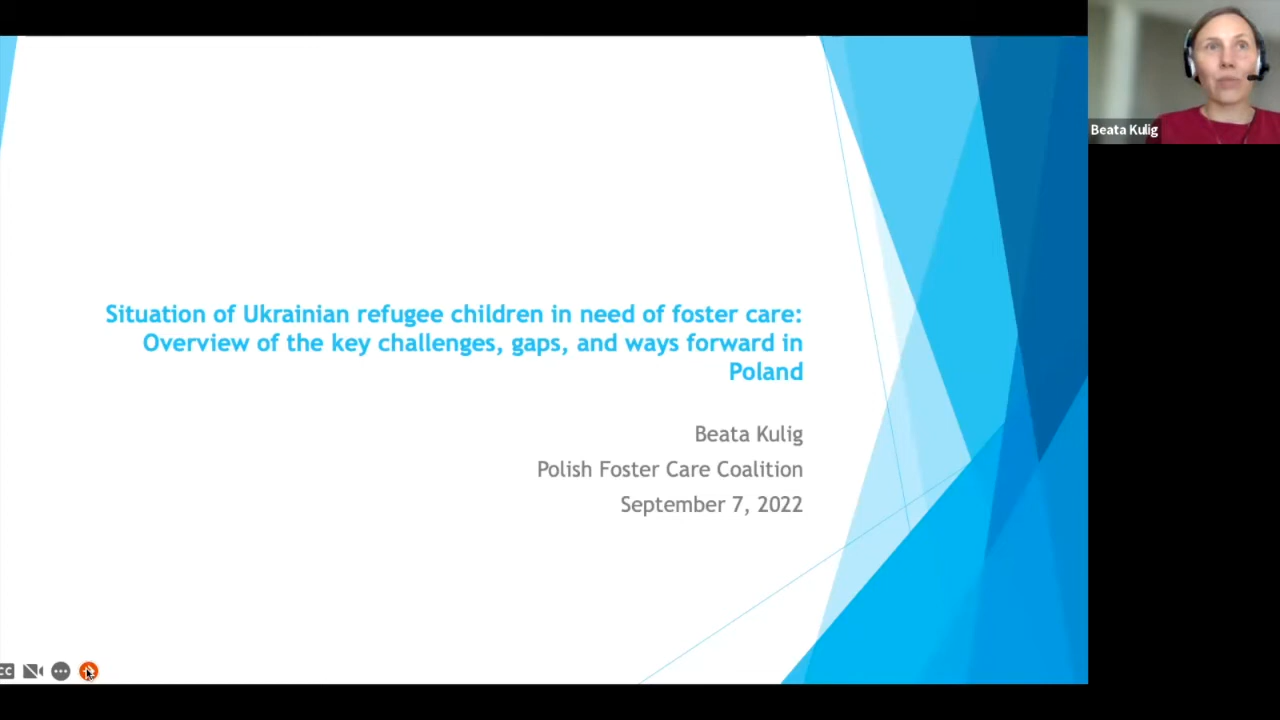 Situation of Ukrainian refugee children in need of foster care:
Overview of the key challenges, gaps, and ways forward in
Poland
Beata Kulig
Polish Foster Care Coalition
September 7, 2022
Beata Kulig
CC